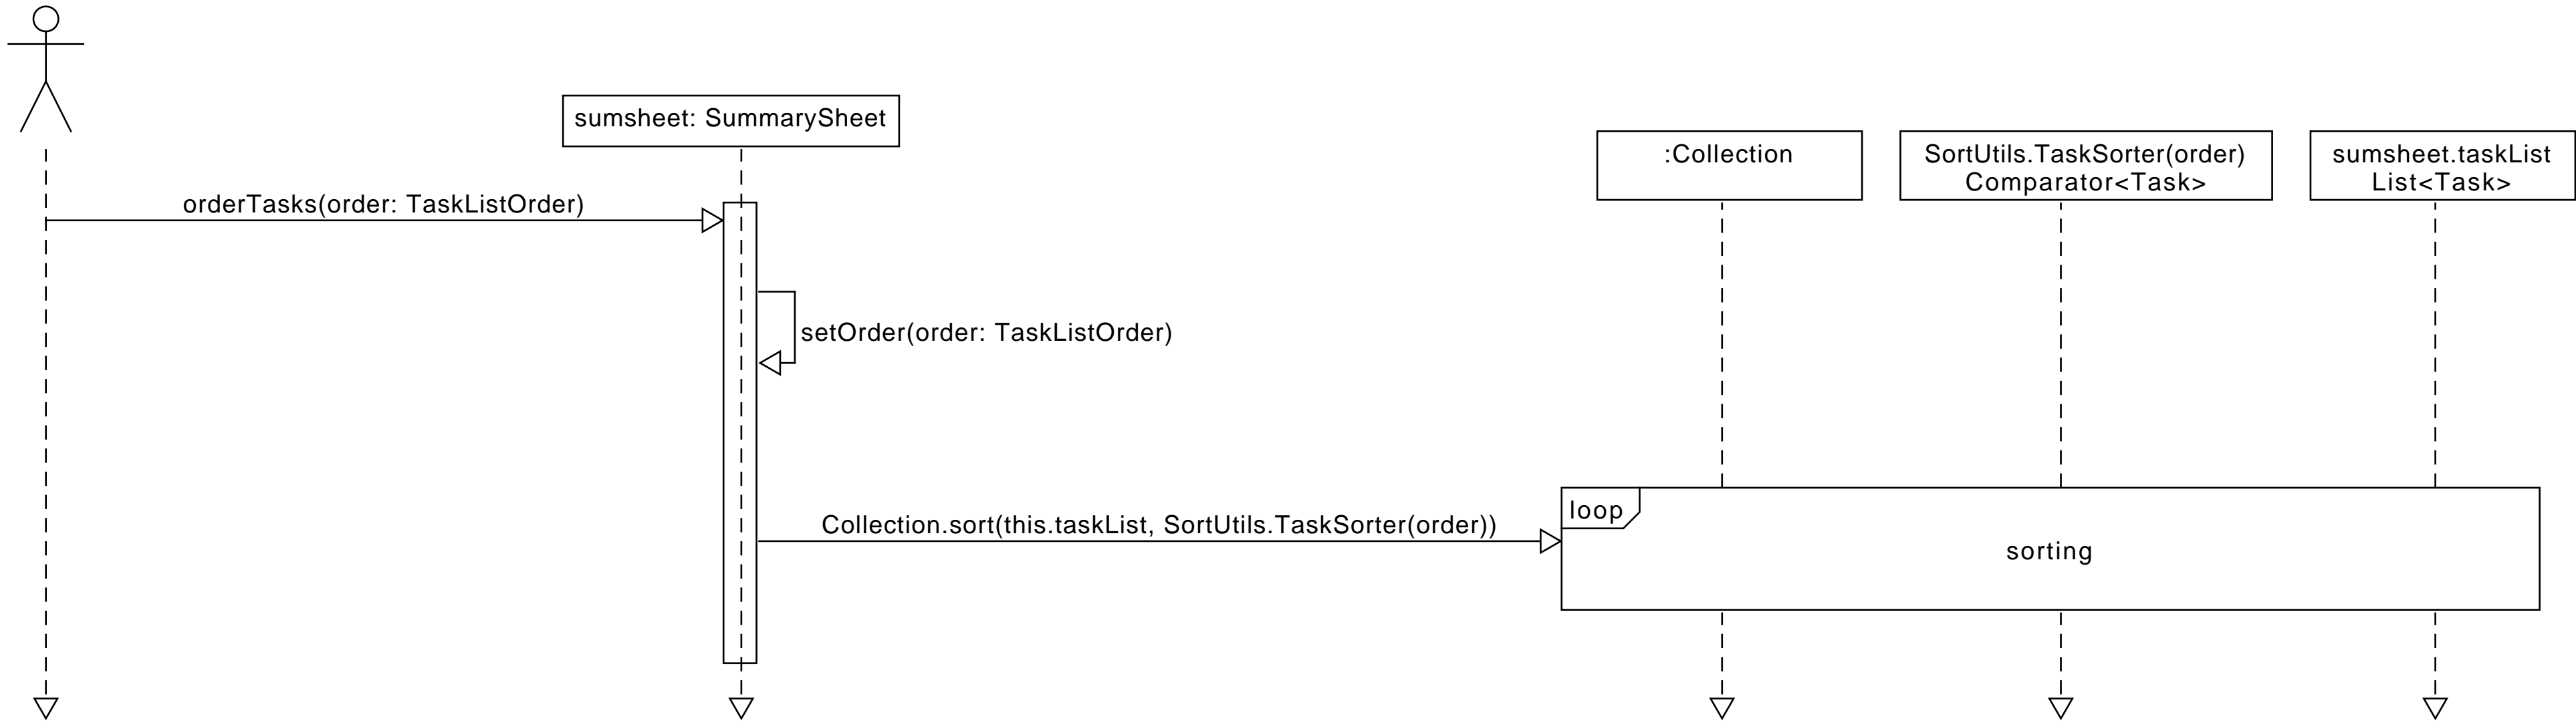 sumsheet: SummarySheet
:Collection
SortUtils.TaskSorter(order)
Comparator<Task>
sumsheet.taskList
List<Task>
orderTasks(order: TaskListOrder)
setOrder(order: TaskListOrder)
Collection.sort(this.taskList, SortUtils.TaskSorter(order))
loop
sorting